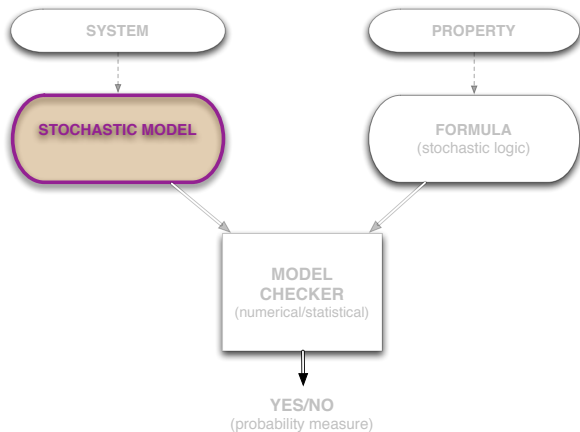 SYSTEM
PROPERTY
STOCHASTIC MODEL
FORMULA
(stochastic logic)
MODEL
CHECKER
(numerical/statistical)
YES/NO
(probability measure)